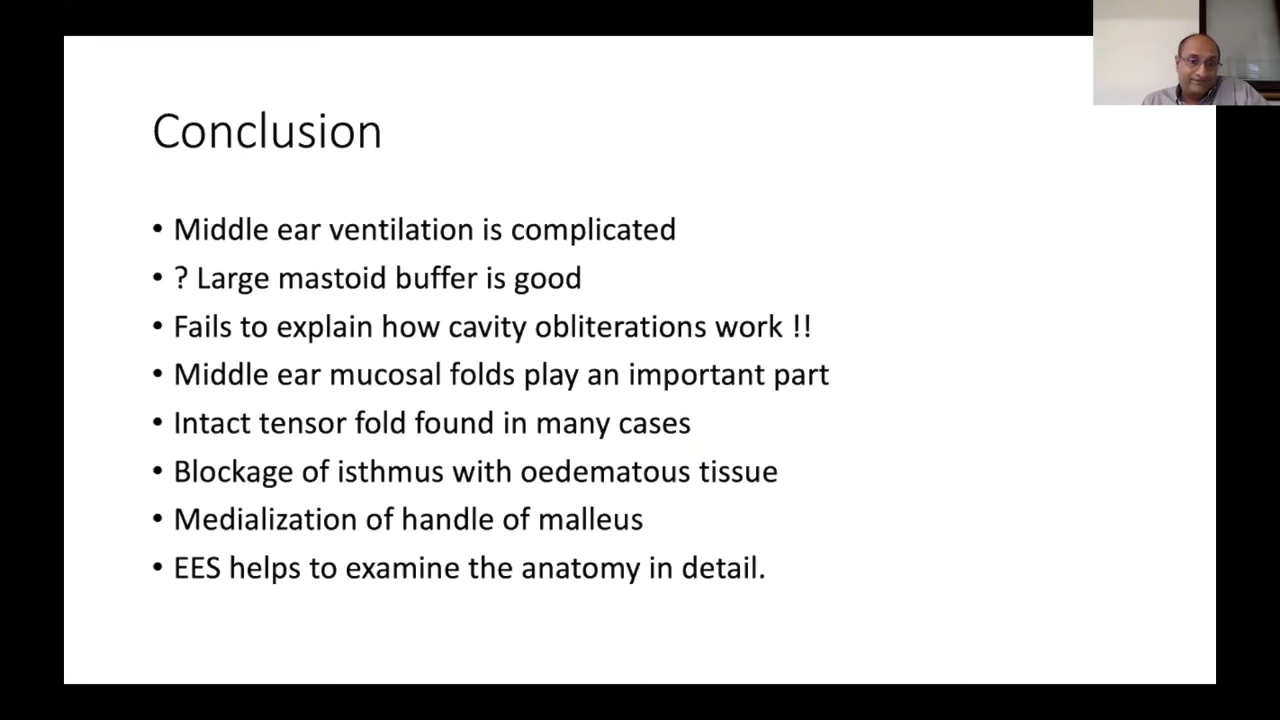 Conclusion
• Middle ear ventilation is complicated
• ? Large mastoid buffer is good
• Fails to explain how cavity obliterations work !!
• Middle ear mucosal folds play an important part
• Intact tensor fold found in many cases
• Blockage of isthmus with oedematous tissue
• Medialization of handle of malleus
• EES helps to examine the anatomy in detail.